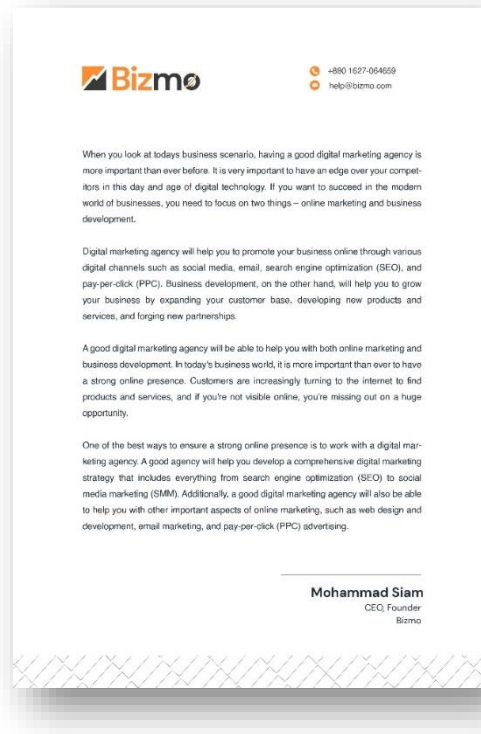 Bizmo
+880 1627-064659
help@bizmo.com
When you look at todays business scenario, having a good digital marketing agency is
more important than ever before. It is very important to have an edge over your compet-
itors in this day and age of digital technology. If you want to succeed in the modern
world of businesses, you need to focus on two things – online marketing and business
development.
Digital marketing agency will help you to promote your business online through various
digital channels such as social media, email, search engine optimization (SEO), and
pay-per-click (PPC). Business development, on the other hand, will help you to grow
your business by expanding your customer base, developing new products and
services, and forging new partnerships.
A good digital marketing agency will be able to help you with both online marketing and
business development. In today's business world, it is more important than ever to have
a strong online presence. Customers are increasingly turning to the internet to find
products and services, and if you're not visible online, you're missing out on a huge
opportunity.
One of the best ways to ensure a strong online presence is to work with a digital mar-
keting agency. A good agency will help you develop a comprehensive digital marketing
strategy that includes everything from search engine optimization (SEO) to social
media marketing (SMM). Additionally, a good digital marketing agency will also be able
to help you with other important aspects of online marketing, such as web design and
development, email marketing, and pay-per-click (PPC) advertising.
Mohammad Siam
CEO, Founder
Bizmo